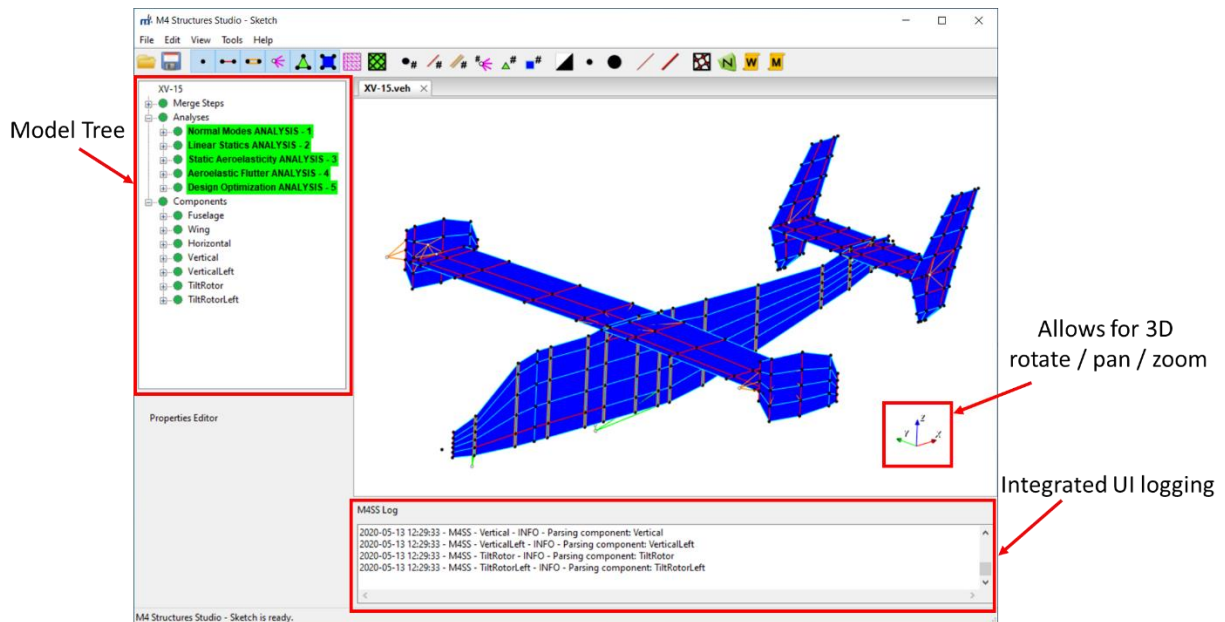 M4 Structures Studio - Sketch
File Edit View Tools Help
XV-15.veh
XV-15
Merge Steps
Analyses
Normal Modes ANALYSIS - 1
Linear Statics ANALYSIS - 2
Static Aeroelasticity ANALYSIS - 3
Aeroelastic Flutter ANALYSIS - 4
Design Optimization ANALYSIS - 5
Components
Fuselage
Wing
Horizontal
Vertical
VerticalLeft
TiltRotor
TiltRotorLeft
Model Tree
Properties Editor
Allows for 3D
rotate / pan / zoom
Z
Y X
Integrated UI logging
M4SS Log
2020-05-13 12:29:33 - M4SS - Vertical - INFO - Parsing component: Vertical
2020-05-13 12:29:33 - M4SS - VerticalLeft - INFO - Parsing component: VerticalLeft
2020-05-13 12:29:33 - M4SS - TiltRotor - INFO - Parsing component: TiltRotor
2020-05-13 12:29:33 - M4SS - TiltRotorLeft - INFO - Parsing component: TiltRotorLeft
M4 Structures Studio - Sketch is ready.